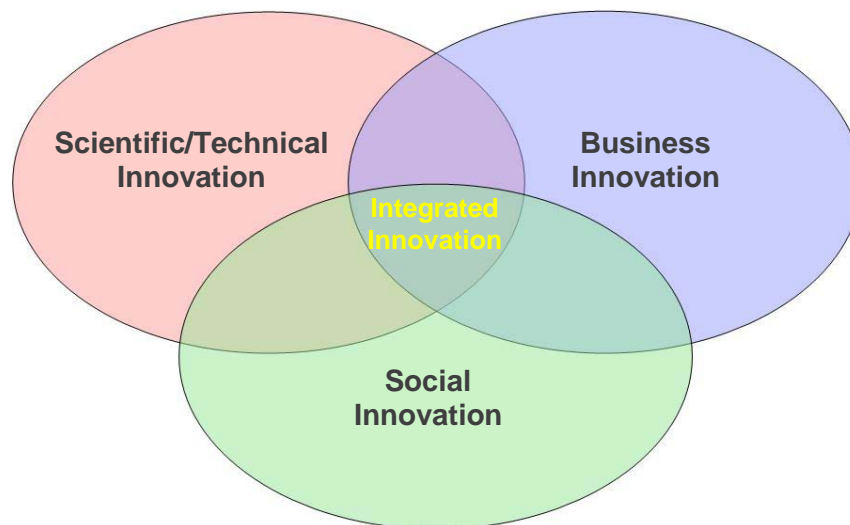 Scientific/Technical
Innovation
Business
Innovation
Integrated
Innovation
Social
Innovation